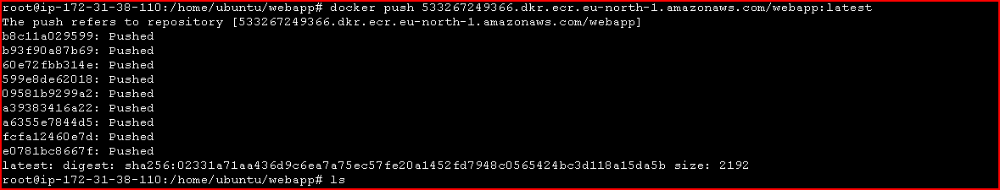 root@ip-172-31-38-110:/home/ubuntu/webapp# docker push 533267249366.dkr.ecr.eu-north-1.amazonaws.com/webapp:latest
The push refers to repository [533267249366.dkr.ecr.eu-north-1.amazonaws.com/webapp]
b8c11a029599: Pushed
b93f90a87b69: Pushed
60e72fbb314e: Pushed
599e8de62018: Pushed
09581b9299a2: Pushed
a39383416a22: Pushed
a6355e7844d5: Pushed
fcfa12460e7d: Pushed
e0781bc8667f: Pushed
latest: digest: sha256:02331a71aa436d9c6ea7a75ec57fe20a1452fd7948c0565424bc3d118a15da5b size: 2192
root@ip-172-31-38-110:/home/ubuntu/webapp# ls